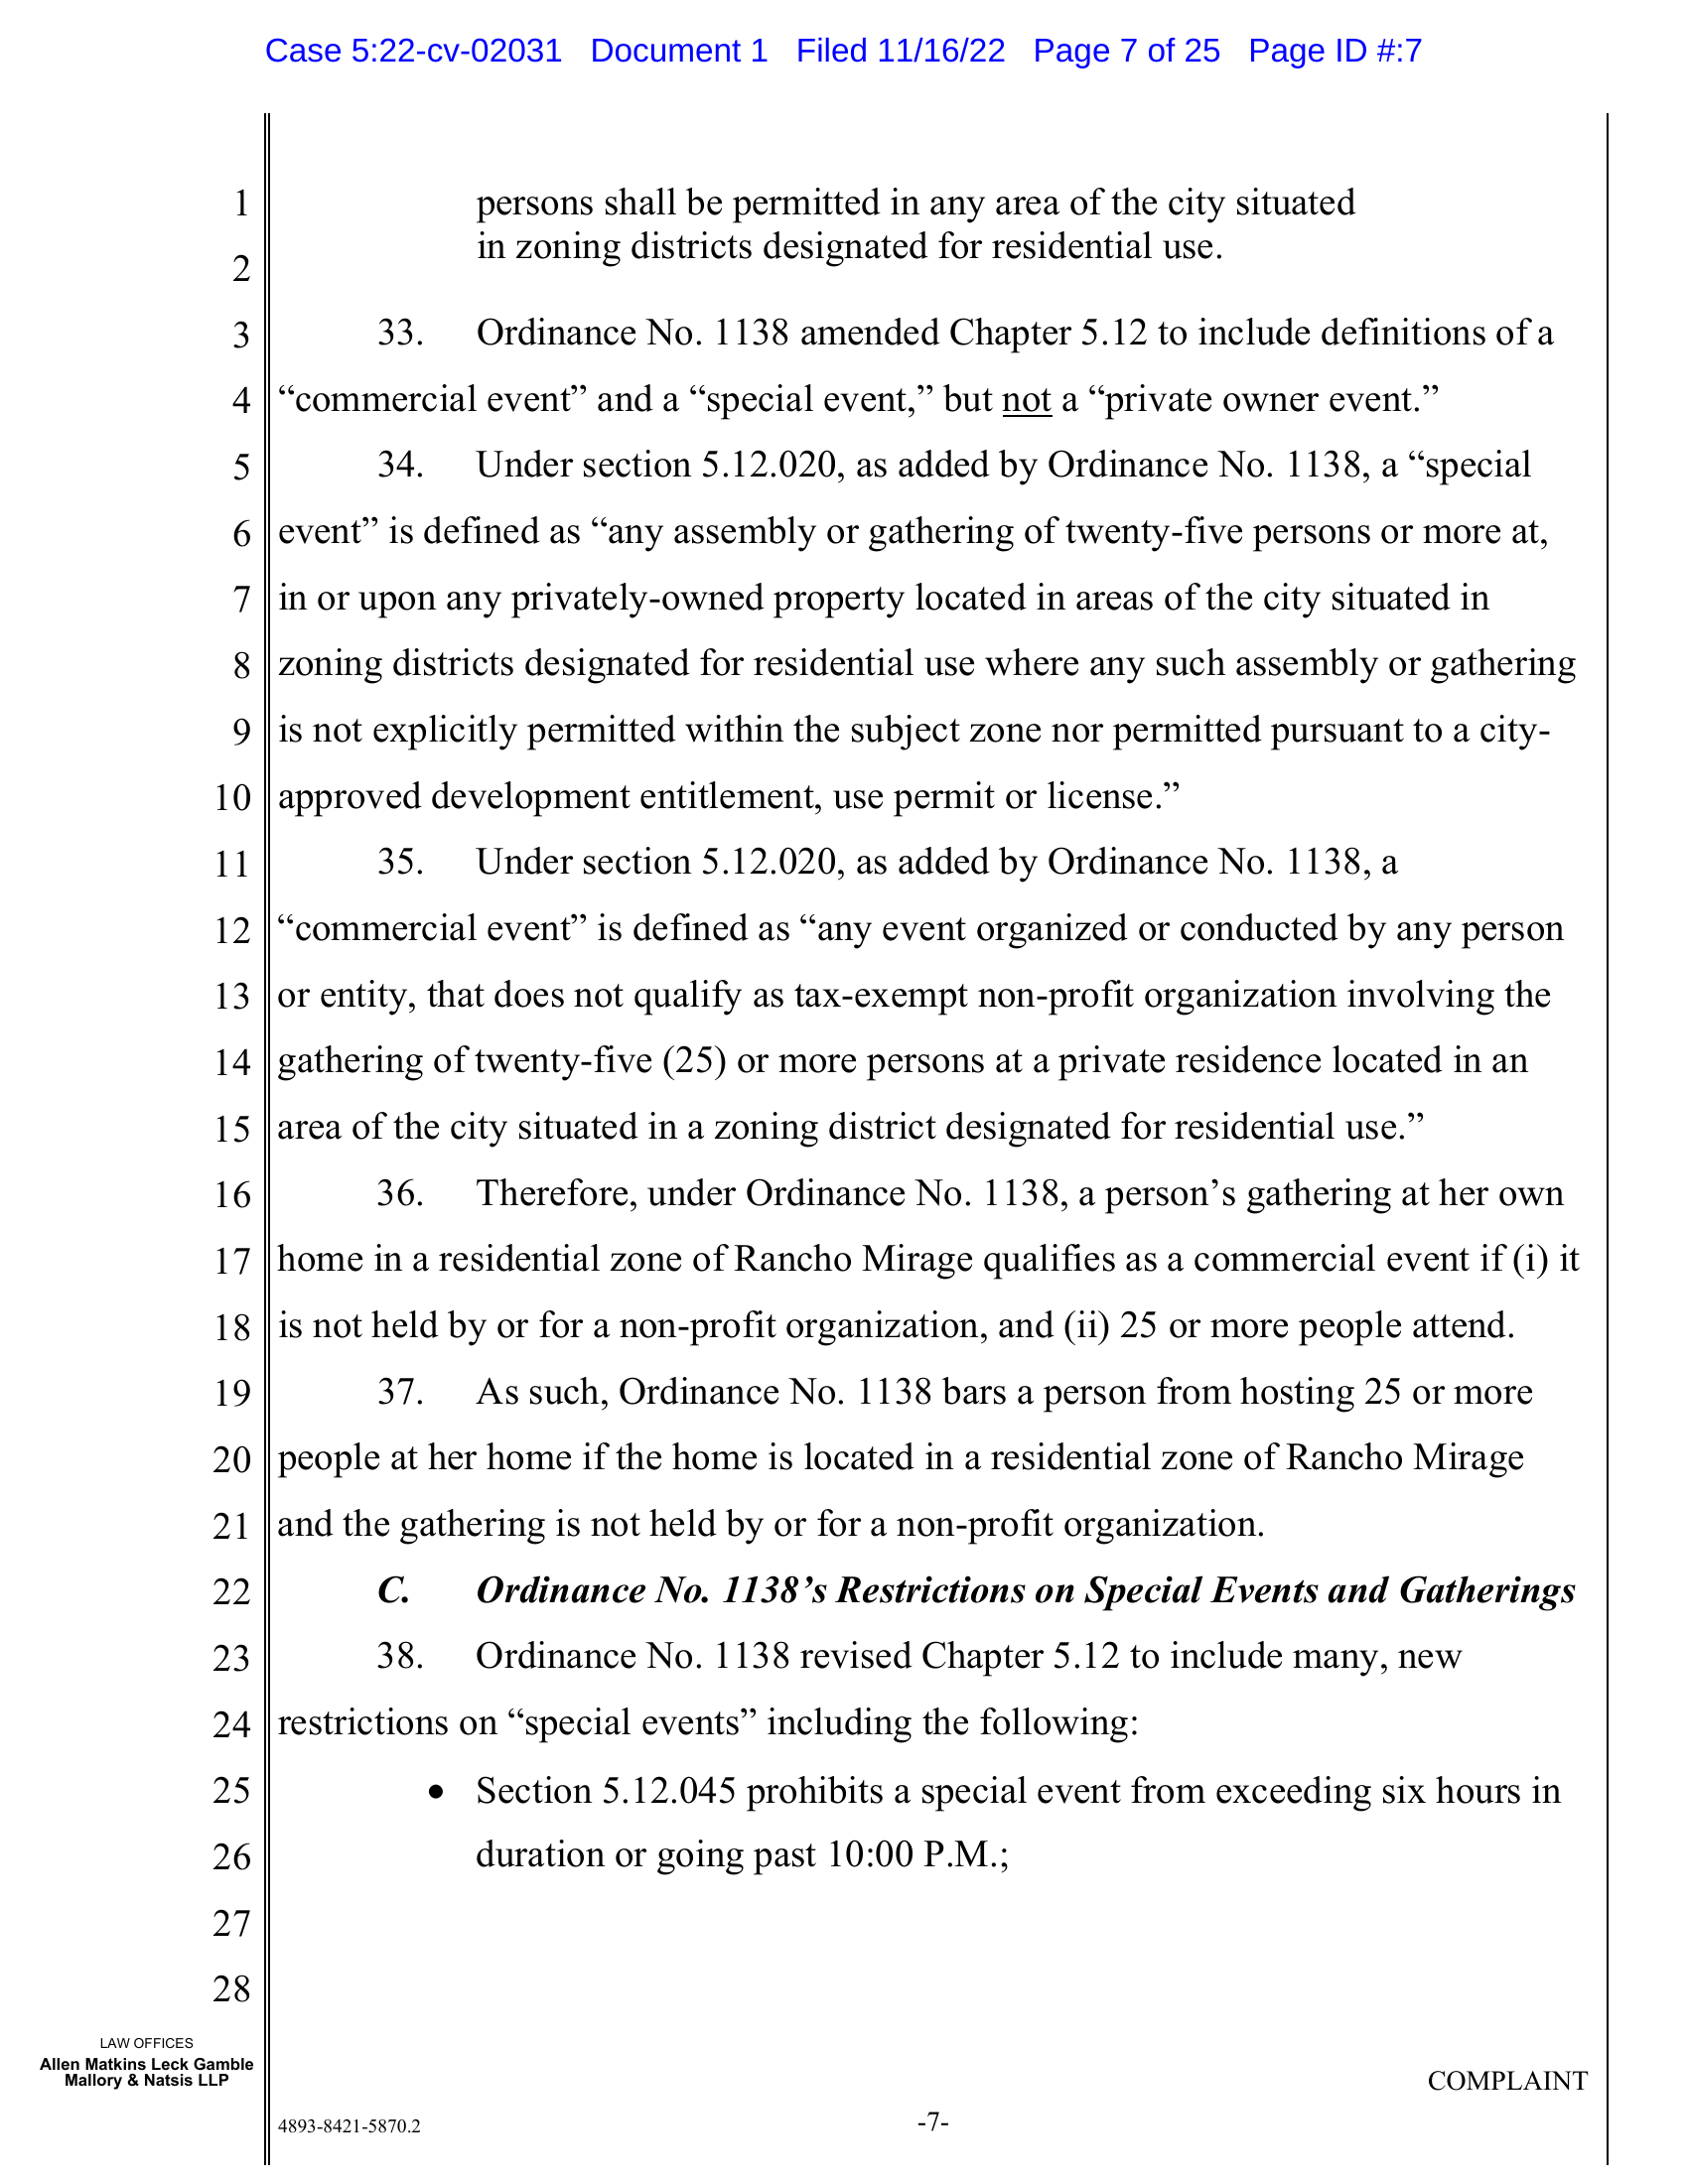 Case 5:22-cv-02031 Document 1 Filed 11/16/22 Page 7 of 25 Page ID #:7
1 persons shall be permitted in any area of the city situated
2 in zoning districts designated for residential use.
3 33. Ordinance No. 1138 amended Chapter 5.12 to include definitions of a
4 “commercial event” and a “special event,” but not a “private owner event.”
5 34. Under section 5.12.020, as added by Ordinance No. 1138, a “special
6 event” is defined as “any assembly or gathering of twenty-five persons or more at,
7 in or upon any privately-owned property located in areas of the city situated in
8 zoning districts designated for residential use where any such assembly or gathering
9 is not explicitly permitted within the subject zone nor permitted pursuant to a city-
10 approved development entitlement, use permit or license.”
11 35. Under section 5.12.020, as added by Ordinance No. 1138, a
12 “commercial event” is defined as “any event organized or conducted by any person
13 or entity, that does not qualify as tax-exempt non-profit organization involving the
14 gathering of twenty-five (25) or more persons at a private residence located in an
15 area of the city situated in a zoning district designated for residential use.”
16 36. Therefore, under Ordinance No. 1138, a person’s gathering at her own
17 home in a residential zone of Rancho Mirage qualifies as a commercial event if (i) it
18 is not held by or for a non-profit organization, and (ii) 25 or more people attend.
19 37. As such, Ordinance No. 1138 bars a person from hosting 25 or more
20 people at her home if the home is located in a residential zone of Rancho Mirage
21 and the gathering is not held by or for a non-profit organization.
22 C. Ordinance No. 1138’s Restrictions on Special Events and Gatherings
23 38. Ordinance No. 1138 revised Chapter 5.12 to include many, new
24 restrictions on “special events” including the following:
25 • Section 5.12.045 prohibits a special event from exceeding six hours in
26 duration or going past 10:00 P.M.;
27
28
LAW OFFICES
Allen Matkins Leck Gamble
Mallory & Natsis LLP
COMPLAINT
4893-8421-5870.2 -7-